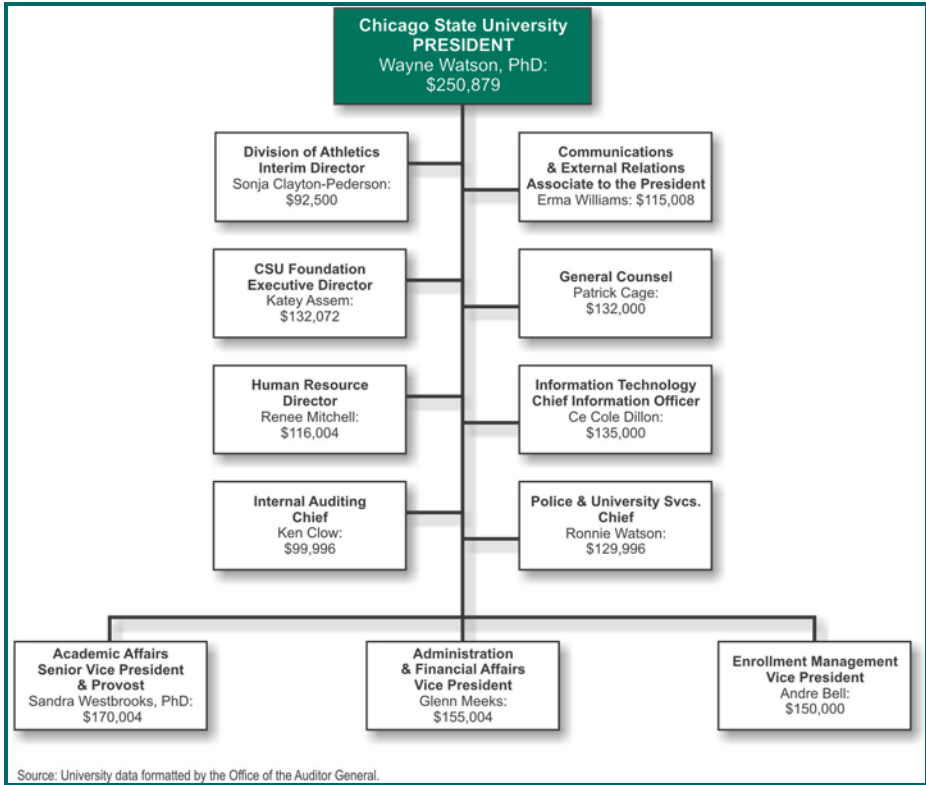 Chicago State University
PRESIDENT
Wayne Watson, PhD:
$250,879
Division of Athletics
Interim Director
Sonja Clayton-Pederson:
$92,500
Communications
& External Relations
Associate to the President
Erma Williams: $115,008
CSU Foundation
Executive Director
Katey Assem:
$132,072
General Counsel
Patrick Cage:
$132,000
Human Resource
Director
Renee Mitchell:
$116,004
Information Technology
Chief Information Officer
Ce Cole Dillon:
$135,000
Internal Auditing
Chief
Ken Clow:
$99,996
Police & University Svcs.
Chief
Ronnie Watson:
$129,996
Academic Affairs
Senior Vice President
& Provost
Sandra Westbrooks, PhD:
$170,004
Administration
& Financial Affairs
Vice President
Glenn Meeks:
$155,004
Enrollment Management
Vice President
Andre Bell:
$150,000
Source: University data formatted by the Office of the Auditor General.